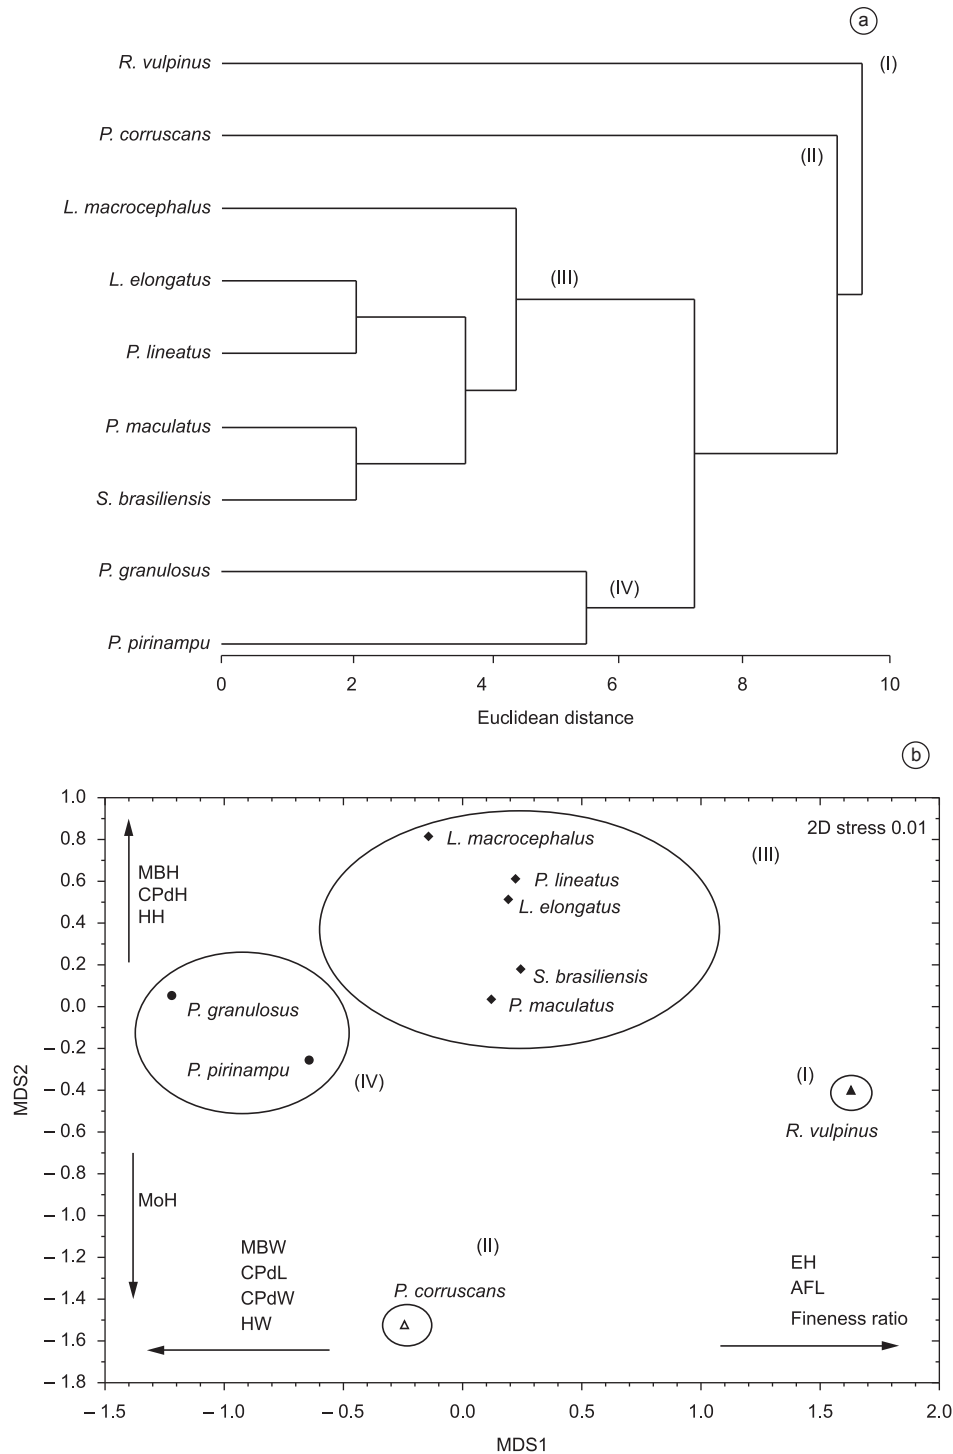 a
R. vulpinus
(I)
P. corruscans
(II)
L. macrocephalus
L. elongatus
(III)
P. lineatus
P. maculatus
S. brasiliensis
P. granulosus
(IV)
P. pirinampu
0 2 4 6 8 10
Euclidean distance
b
1.0
2D stress 0.01
0.8
L. macrocephalus
(III)
MBH
CPdH
HH
0.6
P. lineatus
L. elongatus
0.4
0.2
S. brasiliensis
0.0
P. granulosus
P. maculatus
– 0.2
P. pirinampu
(IV)
(I)
– 0.4
R. vulpinus
– 0.6
– 0.8
MoH
– 1.0
(II)
– 1.2
MBW
CPdL
CPdW
HW
P. corruscans
EH
AFL
Fineness ratio
– 1.4
– 1.6
– 1.8
MDS2
– 1.5 – 1.0 – 0.5 0.0 0.5 1.0 1.5 2.0
MDS1